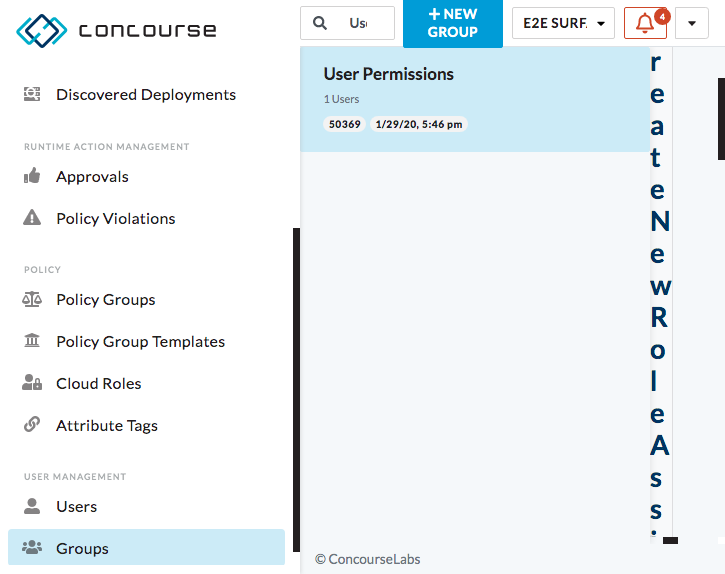 concourse
Us
+ NEW
GROUP
E2E SURF
4
Discovered Deployments
RUNTIME ACTION MANAGEMENT
Approvals
Policy Violations
POLICY
Policy Groups
Policy Group Templates
Cloud Roles
Attribute Tags
USER MANAGEMENT
Users
Groups
User Permissions
1 Users
50369 1/29/20, 5:46 pm
r
e
a
t
e
N
e
w
R
o
l
e
A
s
s
© ConcourseLabs